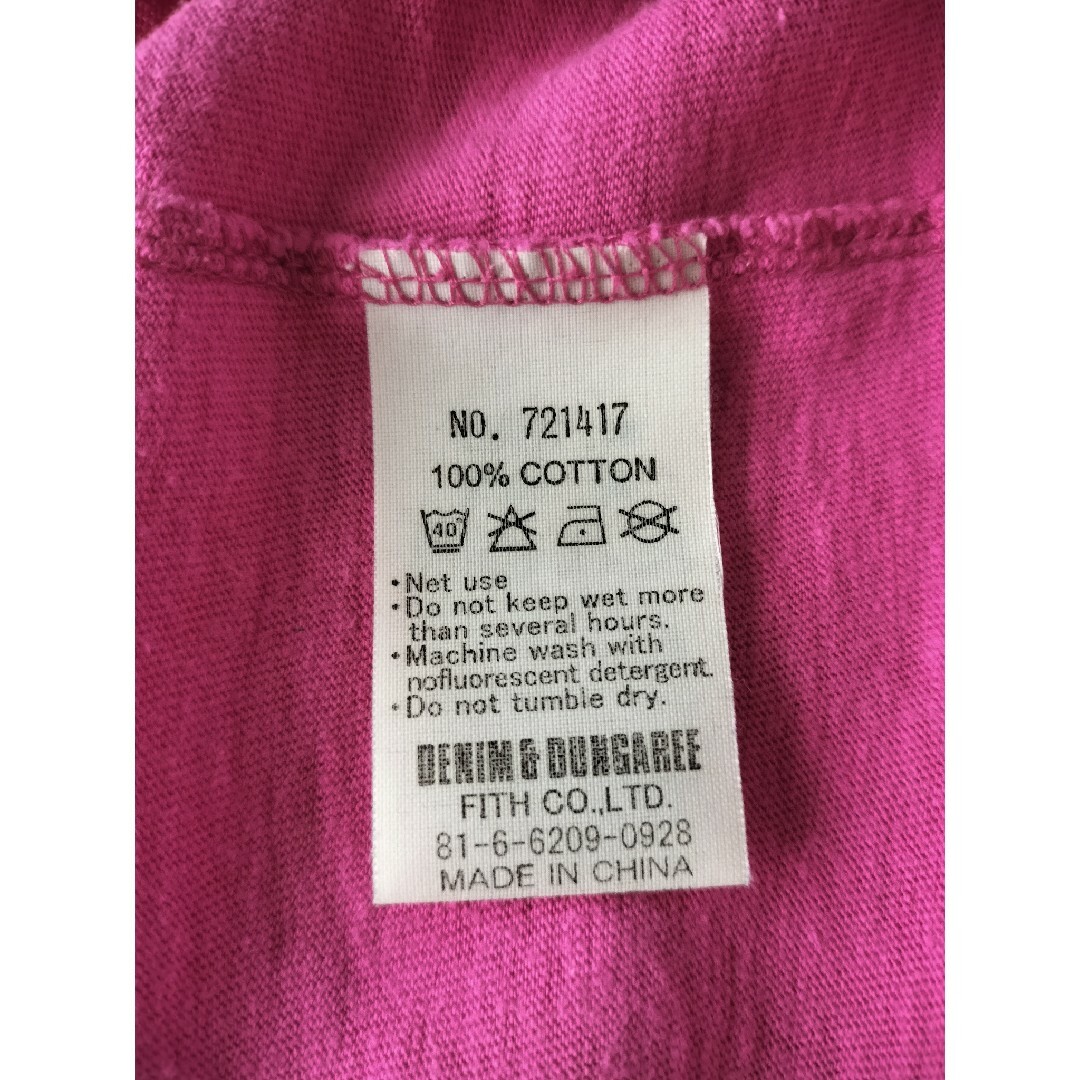 NO. 721417
100% COTTON
40°
•Net use
•Do not keep wet more
than several hours.
•Machine wash with
nofluorescent detergent.
•Do not tumble dry.
DENIM & DUNGAREE
FITH CO.,LTD.
81-6-6209-0928
MADE IN CHINA